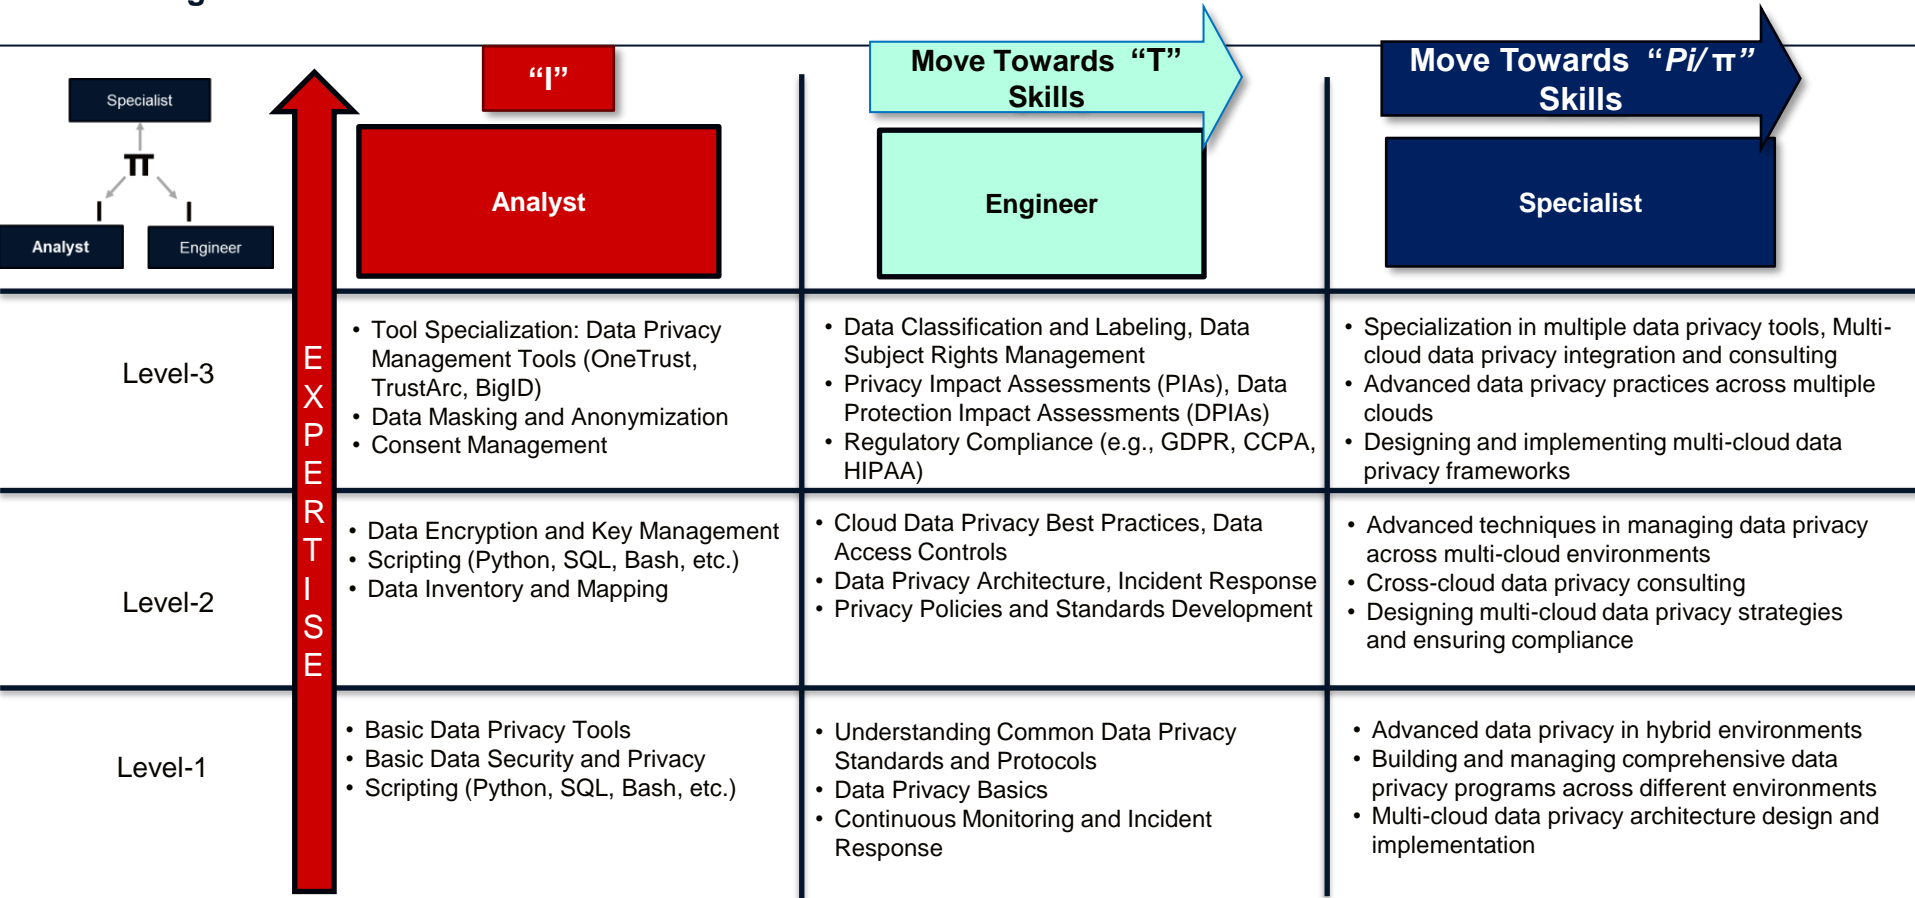 g
"I"
Move Towards "T"
Skills
Move Towards "Pi/π"
Skills
Specialist
π
I I
Analyst
Engineer
Analyst
Engineer
Specialist
EXPERTISE
Level-3
• Tool Specialization: Data Privacy
Management Tools (OneTrust,
TrustArc, BigID)
• Data Masking and Anonymization
• Consent Management
• Data Classification and Labeling, Data
Subject Rights Management
• Privacy Impact Assessments (PIAs), Data
Protection Impact Assessments (DPIAs)
• Regulatory Compliance (e.g., GDPR, CCPA,
HIPAA)
• Specialization in multiple data privacy tools, Multi-
cloud data privacy integration and consulting
• Advanced data privacy practices across multiple
clouds
• Designing and implementing multi-cloud data
privacy frameworks
Level-2
• Data Encryption and Key Management
• Scripting (Python, SQL, Bash, etc.)
• Data Inventory and Mapping
• Cloud Data Privacy Best Practices, Data
Access Controls
• Data Privacy Architecture, Incident Response
• Privacy Policies and Standards Development
• Advanced techniques in managing data privacy
across multi-cloud environments
• Cross-cloud data privacy consulting
• Designing multi-cloud data privacy strategies
and ensuring compliance
Level-1
• Basic Data Privacy Tools
• Basic Data Security and Privacy
• Scripting (Python, SQL, Bash, etc.)
• Understanding Common Data Privacy
Standards and Protocols
• Data Privacy Basics
• Continuous Monitoring and Incident
Response
• Advanced data privacy in hybrid environments
• Building and managing comprehensive data
privacy programs across different environments
• Multi-cloud data privacy architecture design and
implementation